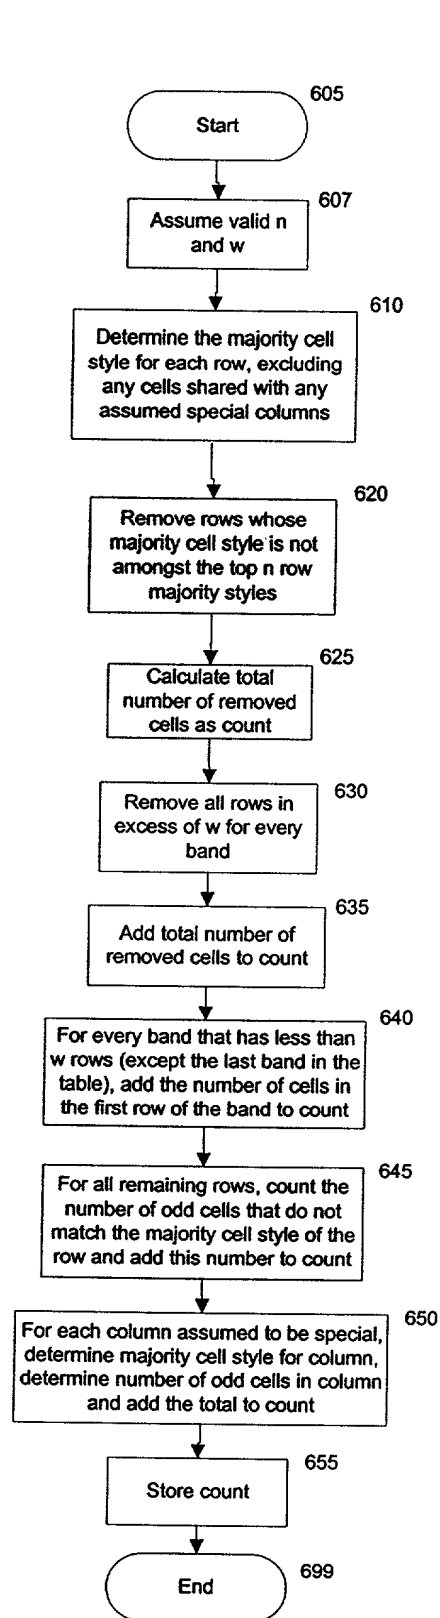 605
Start
607
Assume valid n
and w
610
Determine the majority cell
style for each row, excluding
any cells shared with any
assumed special columns
620
Remove rows whose
majority cell style is not
amongst the top n row
majority styles
625
Calculate total
number of removed
cells as count
630
Remove all rows in
excess of w for every
band
635
Add total number of
removed cells to count
640
For every band that has less than
w rows (except the last band in the
table), add the number of cells in
the first row of the band to count
645
For all remaining rows, count the
number of odd cells that do not
match the majority cell style of the
row and add this number to count
650
For each column assumed to be special,
determine majority cell style for column,
determine number of odd cells in column
and add the total to count
655
Store count
699
End